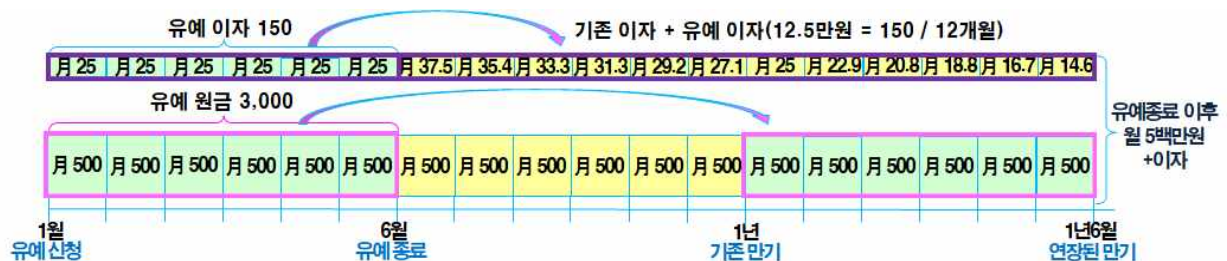 유예 이자 150
기존 이자 + 유예 이자(12.5만원 = 150 / 12개월)
月 25 月 25 月 25 月 25 月 25 月 25 月 37.5 月 35.4 月 33.3 月 31.3 月 29.2 月 27.1 月 25 月 22.9 月 20.8 月 18.8 月 16.7 月 14.6
유예 원금 3,000
月 500 月 500 月 500 月 500 月 500 月 500 月 500 月 500 月 500 月 500 月 500 月 500 月 500 月 500 月 500 月 500 月 500 月 500
유예종료 이후
월 5백만원
+이자
1월
유예 신청
6월
유예 종료
1년
기존 만기
1년6월
연장된 만기